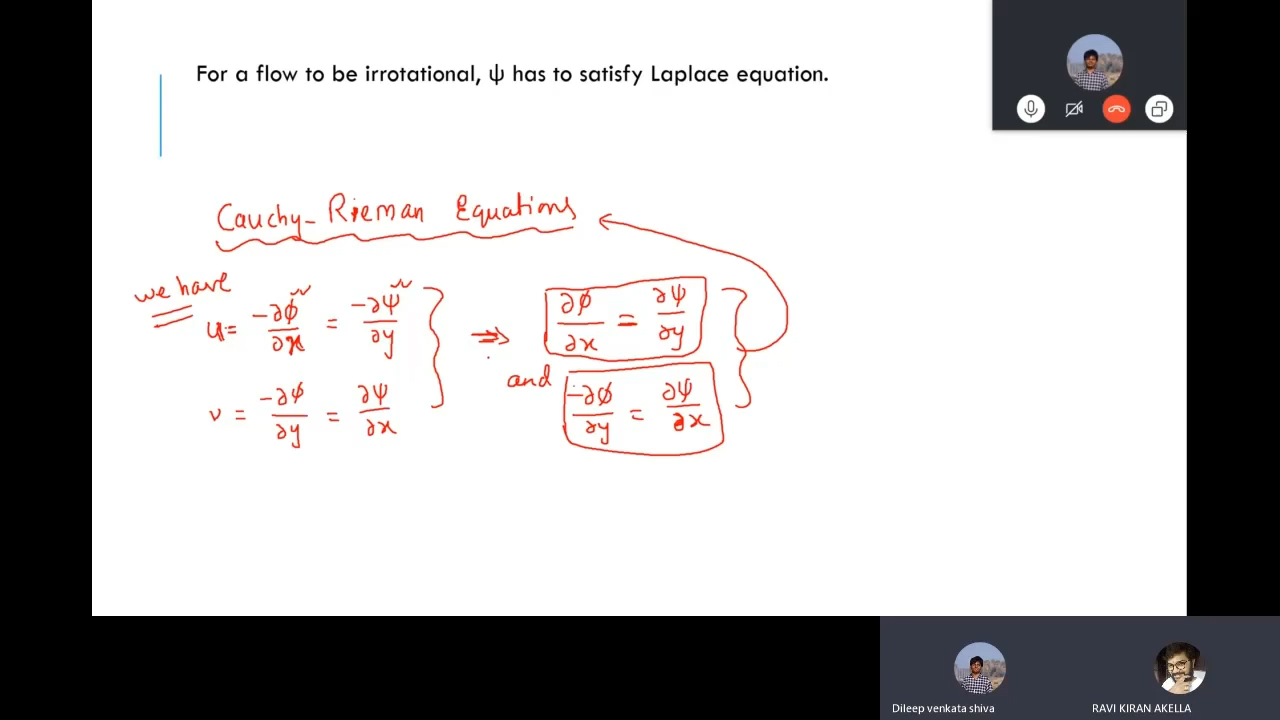 For a flow to be irrotational, ψ has to satisfy Laplace equation.
Cauchy-Rieman Equations
we have
u = -∂ϕ/∂x = -∂ψ/∂y ⇒ ∂ϕ/∂x = ∂ψ/∂y
and
v = -∂ϕ/∂y = ∂ψ/∂x
-∂ϕ/∂y = ∂ψ/∂x
Dileep venkata shiva
RAVI KIRAN AKELLA